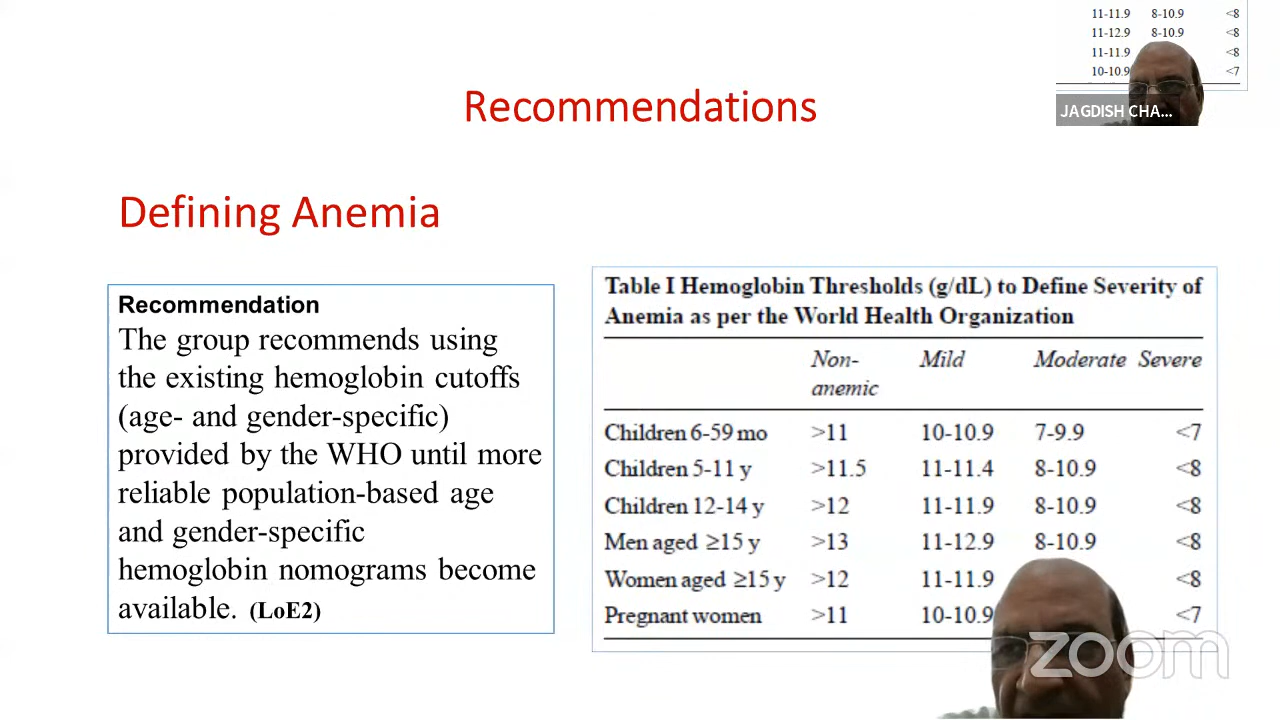 11-11.9 8-10.9 <8
11-12.9 8-10.9 <8
11-11.9 <8
10-10.9 <7
JAGDISH CHA...
Recommendations
Defining Anemia
Recommendation
The group recommends using
the existing hemoglobin cutoffs
(age- and gender-specific)
provided by the WHO until more
reliable population-based age
and gender-specific
hemoglobin nomograms become
available. (LoE2)
Table I Hemoglobin Thresholds (g/dL) to Define Severity of
Anemia as per the World Health Organization
Non- Mild Moderate Severe
anemic
Children 6-59 mo >11 10-10.9 7-9.9 <7
Children 5-11 y >11.5 11-11.4 8-10.9 <8
Children 12-14 y >12 11-11.9 8-10.9 <8
Men aged ≥15 y >13 11-12.9 8-10.9 <8
Women aged ≥15 y >12 11-11.9 <8
Pregnant women >11 10-10.9 <7
zoom